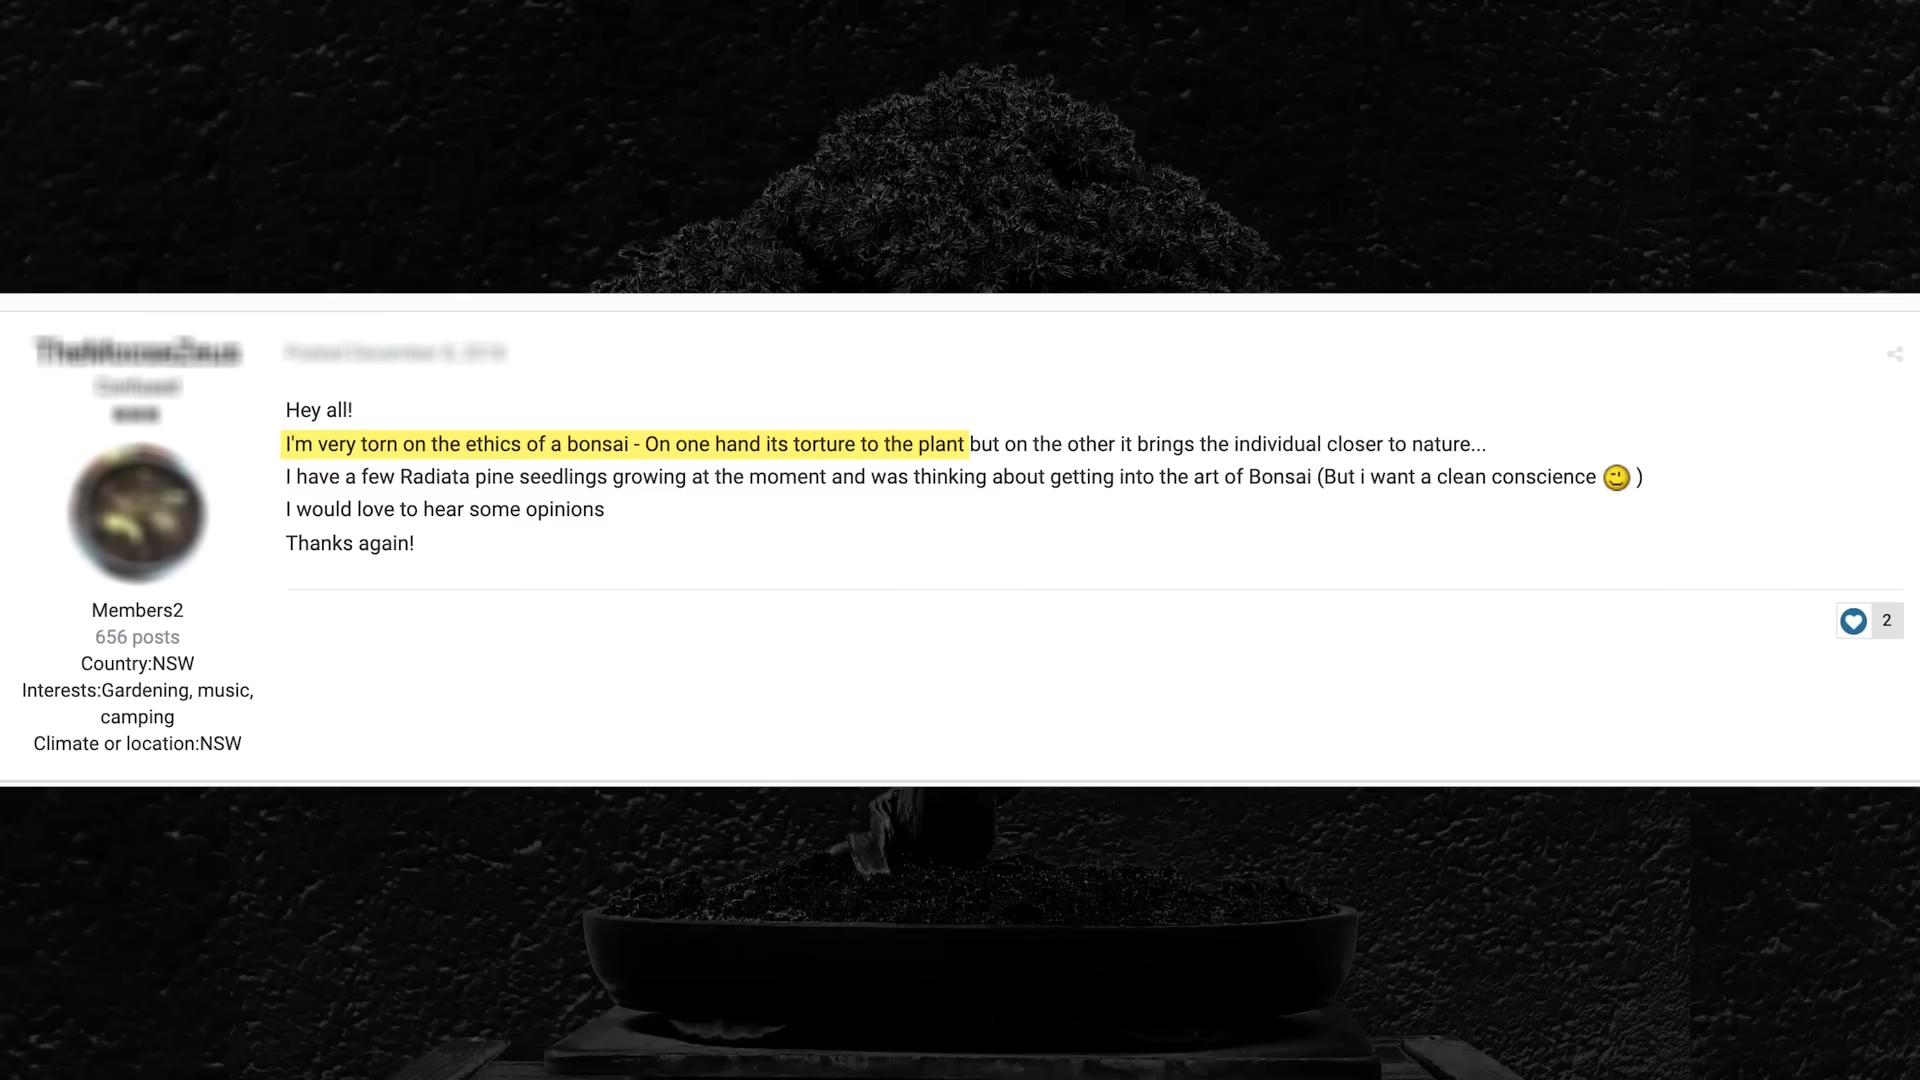 Hey all!
I'm very torn on the ethics of a bonsai - On one hand its torture to the plant but on the other it brings the individual closer to nature...
I have a few Radiata pine seedlings growing at the moment and was thinking about getting into the art of Bonsai (But i want a clean conscience 😉 )
I would love to hear some opinions
Thanks again!
Members2
656 posts
Country:NSW
Interests:Gardening, music,
camping
Climate or location:NSW
2